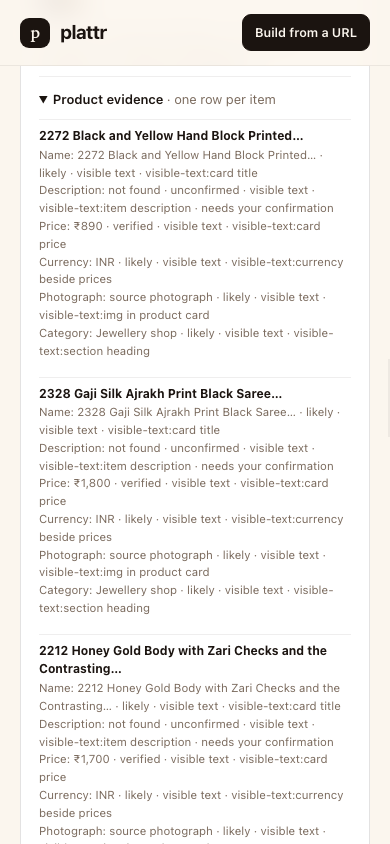 p plattr
Build from a URL
▼ Product evidence · one row per item
2272 Black and Yellow Hand Block Printed...
Name: 2272 Black and Yellow Hand Block Printed... ·
likely · visible text · visible-text:card title
Description: not found · unconfirmed · visible text ·
visible-text:item description · needs your confirmation
Price: ₹890 · verified · visible text · visible-text:card
price
Currency: INR · likely · visible text · visible-text:currency
beside prices
Photograph: source photograph · likely · visible text ·
visible-text:img in product card
Category: Jewellery shop · likely · visible text · visible-
text:section heading
2328 Gaji Silk Ajrakh Print Black Saree...
Name: 2328 Gaji Silk Ajrakh Print Black Saree... · likely ·
visible text · visible-text:card title
Description: not found · unconfirmed · visible text ·
visible-text:item description · needs your confirmation
Price: ₹1,800 · verified · visible text · visible-text:card
price
Currency: INR · likely · visible text · visible-text:currency
beside prices
Photograph: source photograph · likely · visible text ·
visible-text:img in product card
Category: Jewellery shop · likely · visible text · visible-
text:section heading
2212 Honey Gold Body with Zari Checks and the
Contrasting...
Name: 2212 Honey Gold Body with Zari Checks and the
Contrasting... · likely · visible text · visible-text:card title
Description: not found · unconfirmed · visible text ·
visible-text:item description · needs your confirmation
Price: ₹1,700 · verified · visible text · visible-text:card
price
Currency: INR · likely · visible text · visible-text:currency
beside prices
Photograph: source photograph · likely · visible text ·